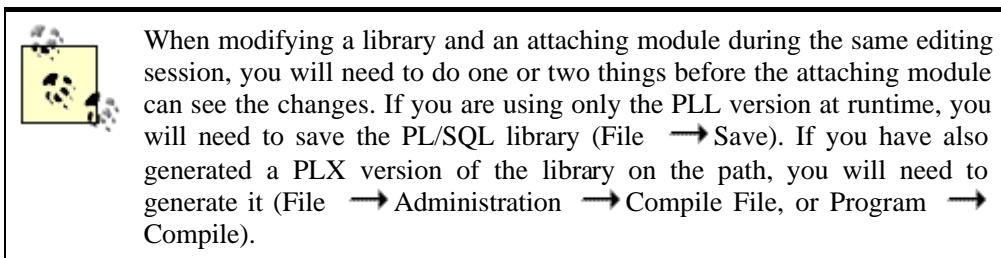 When modifying a library and an attaching module during the same editing
session, you will need to do one or two things before the attaching module
can see the changes. If you are using only the PLL version at runtime, you
will need to save the PL/SQL library (File → Save). If you have also
generated a PLX version of the library on the path, you will need to
generate it (File → Administration → Compile File, or Program →
Compile).